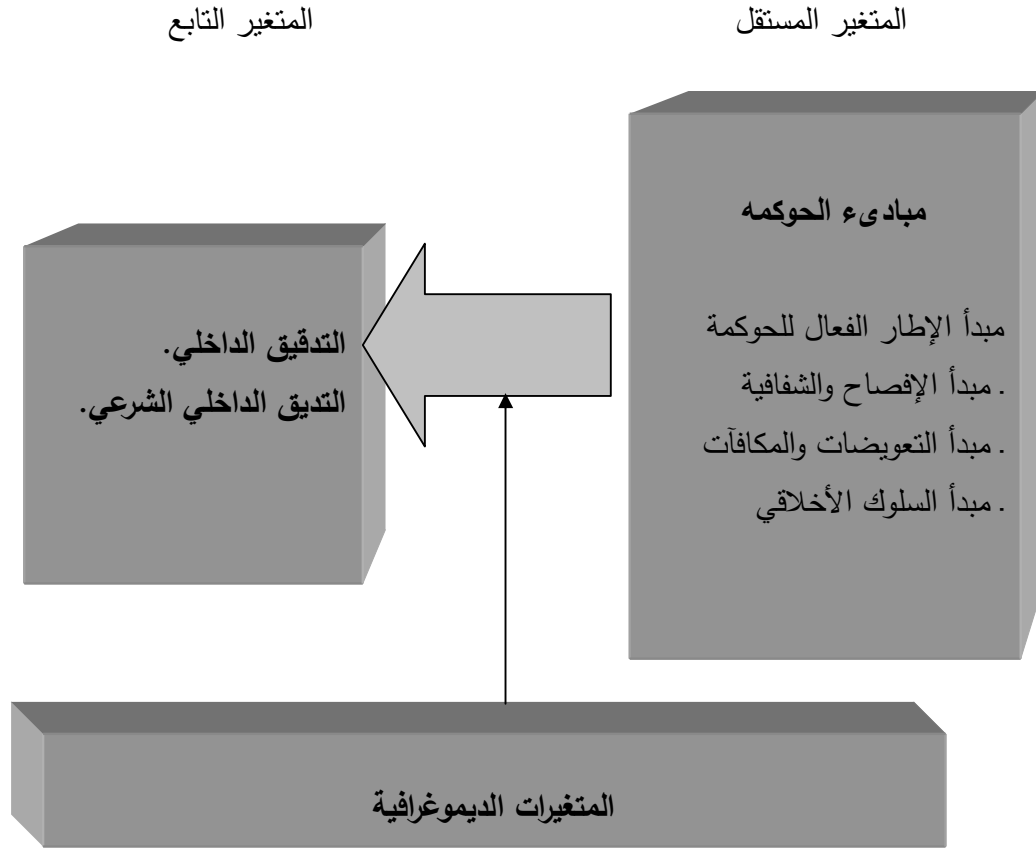 المتغير المستقل
المتغير التابع
مبادىء الحوكمه
مبدأ الإطار الفعال للحوكمة
. مبدأ الإفصاح والشفافية
. مبدأ التعويضات والمكافآت
. مبدأ السلوك الأخلاقي
التدقيق الداخلي.
التديق الداخلي الشرعي.
المتغيرات الديموغرافية